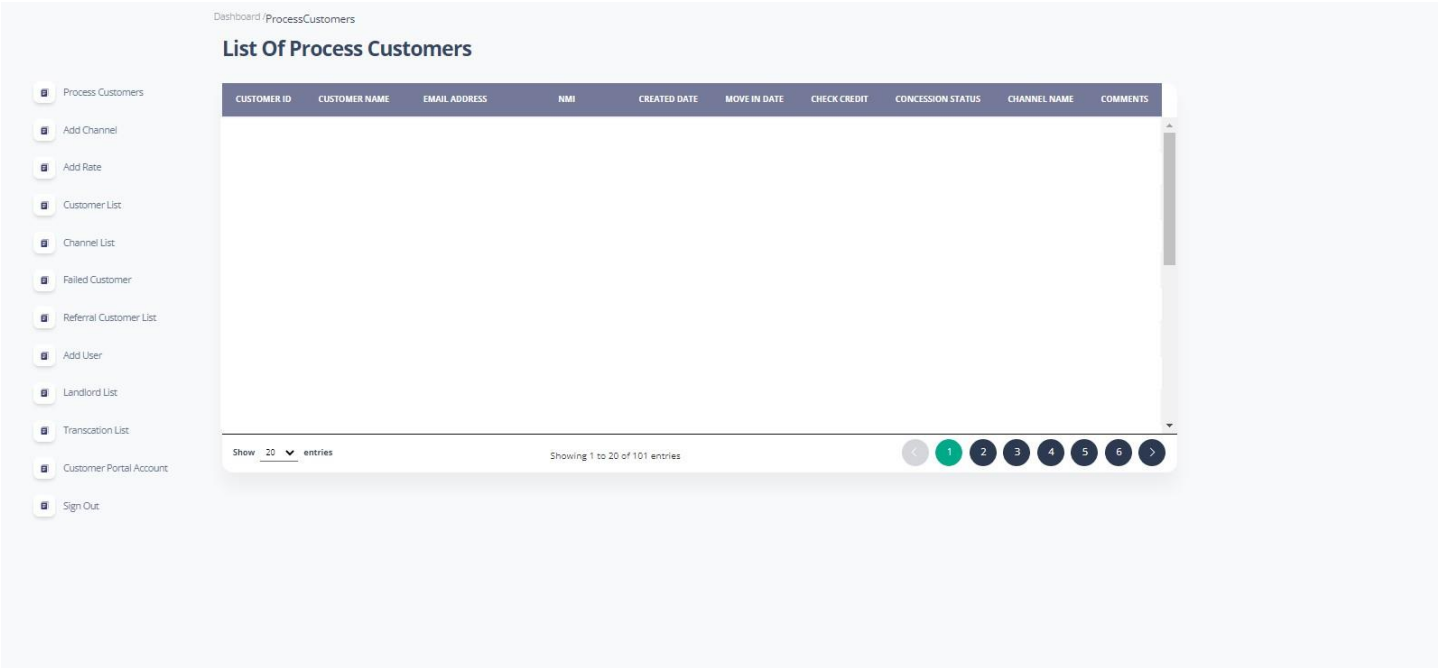 Dashboard /ProcessCustomers
List Of Process Customers
Process Customers
Add Channel
Add Rate
Customer List
Channel List
Failed Customer
Referral Customer List
Add User
Landlord List
Transcation List
Customer Portal Account
Sign Out
CUSTOMER ID CUSTOMER NAME EMAIL ADDRESS NMI CREATED DATE MOVE IN DATE CHECK CREDIT CONCESSION STATUS CHANNEL NAME COMMENTS
Show 20 entries Showing 1 to 20 of 101 entries < 1 2 3 4 5 6 >